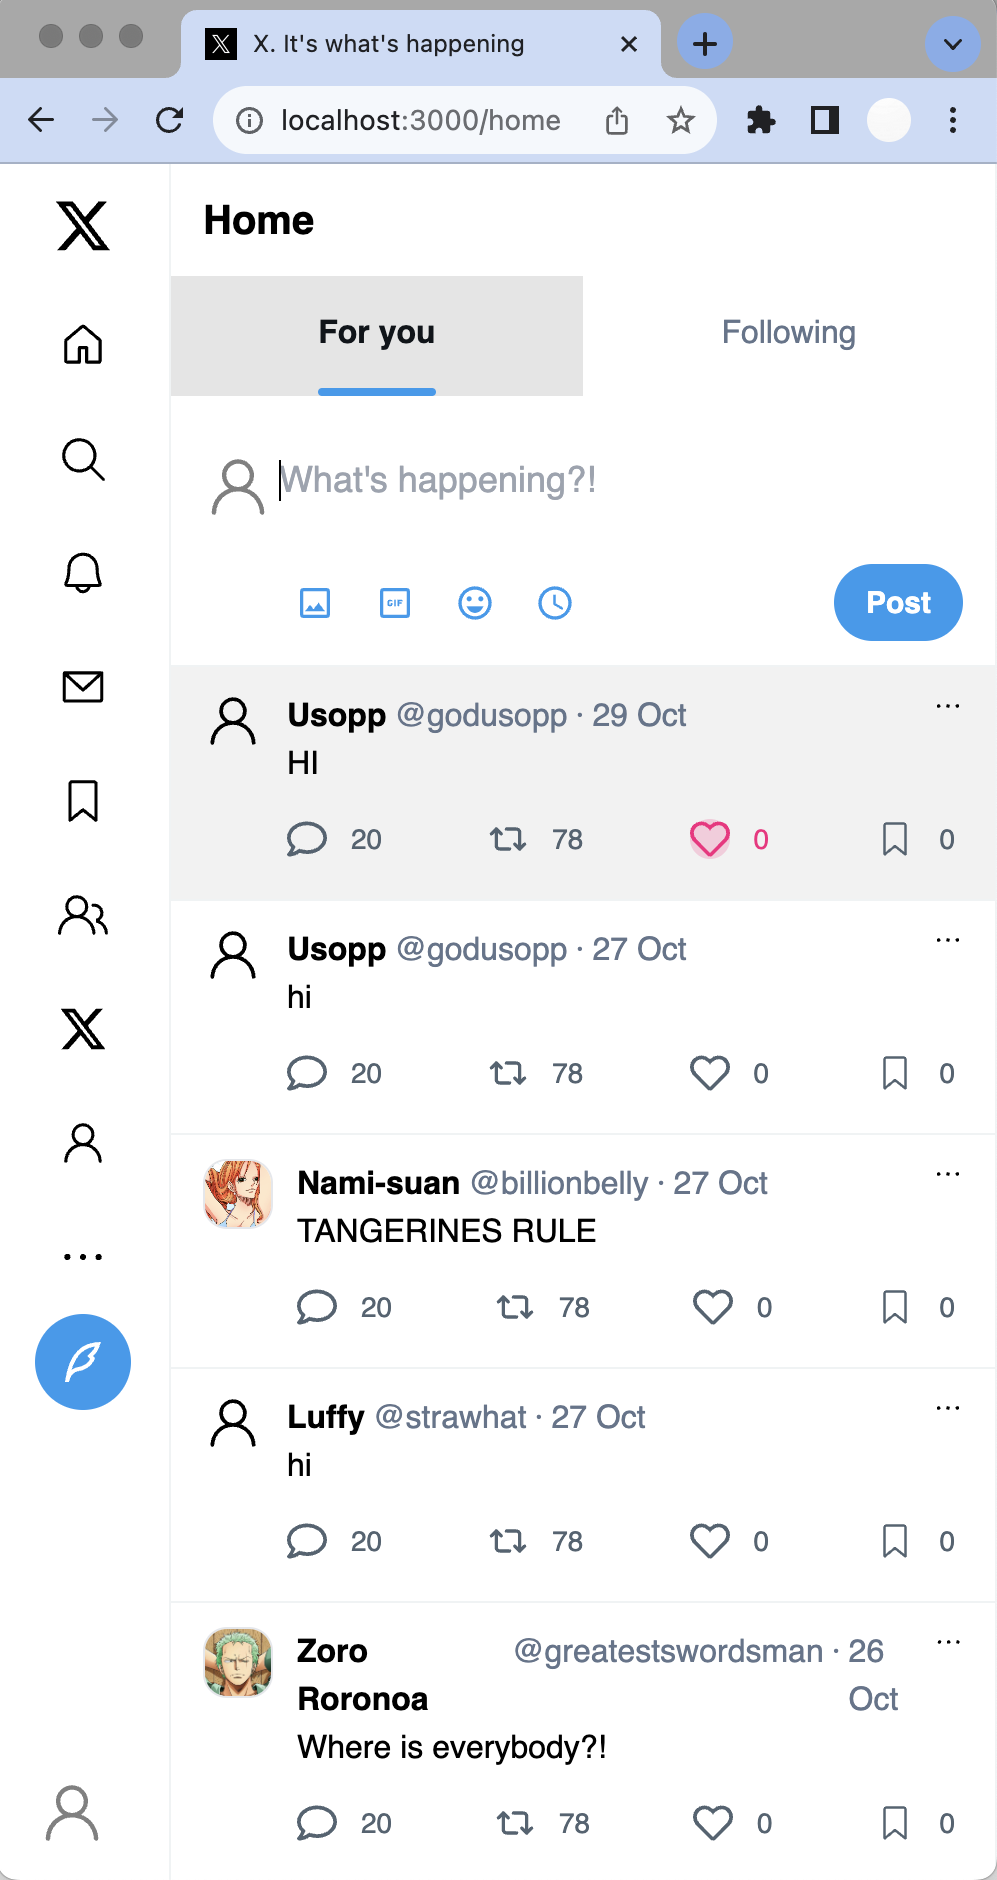 X. It's what's happening
localhost:3000/home
Home
For you
Following
What's happening?!
GIF
Post
Usopp @godusopp · 29 Oct
HI
20 78 0 0
Usopp @godusopp · 27 Oct
hi
20 78 0 0
Nami-suan @billionbelly · 27 Oct
TANGERINES RULE
20 78 0 0
Luffy @strawhat · 27 Oct
hi
20 78 0 0
Zoro @greatestswordsman · 26
Roronoa Oct
Where is everybody?!
20 78 0 0